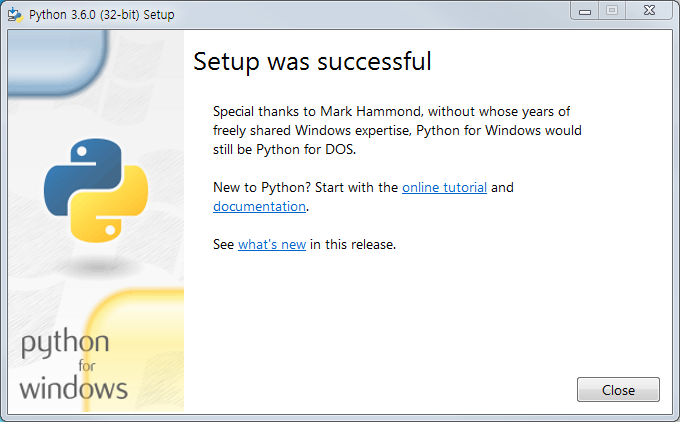 Python 3.6.0 (32-bit) Setup
Setup was successful
Special thanks to Mark Hammond, without whose years of
freely shared Windows expertise, Python for Windows would
still be Python for DOS.
New to Python? Start with the online tutorial and
documentation.
See what's new in this release.
python
for
windows
Close